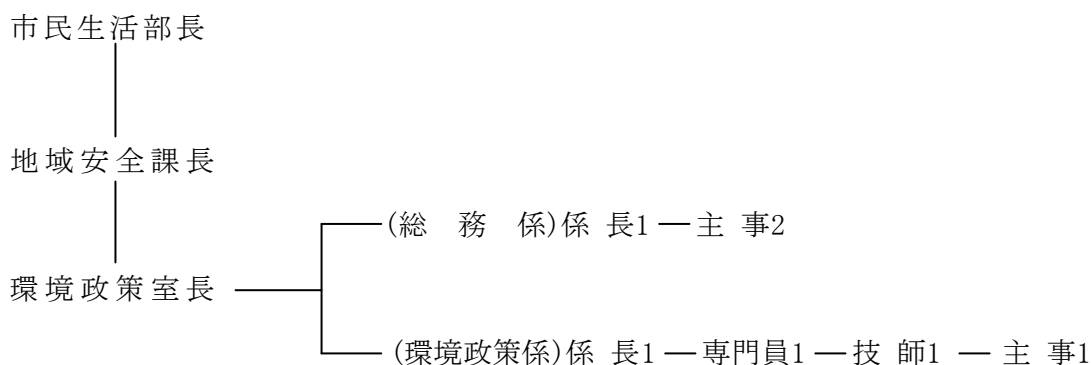 市民生活部長
地域安全課長
(総　務　係)係 長1 ― 主 事2
環境政策室長
(環境政策係)係 長1 ― 専門員1 ― 技 師1 ― 主 事1